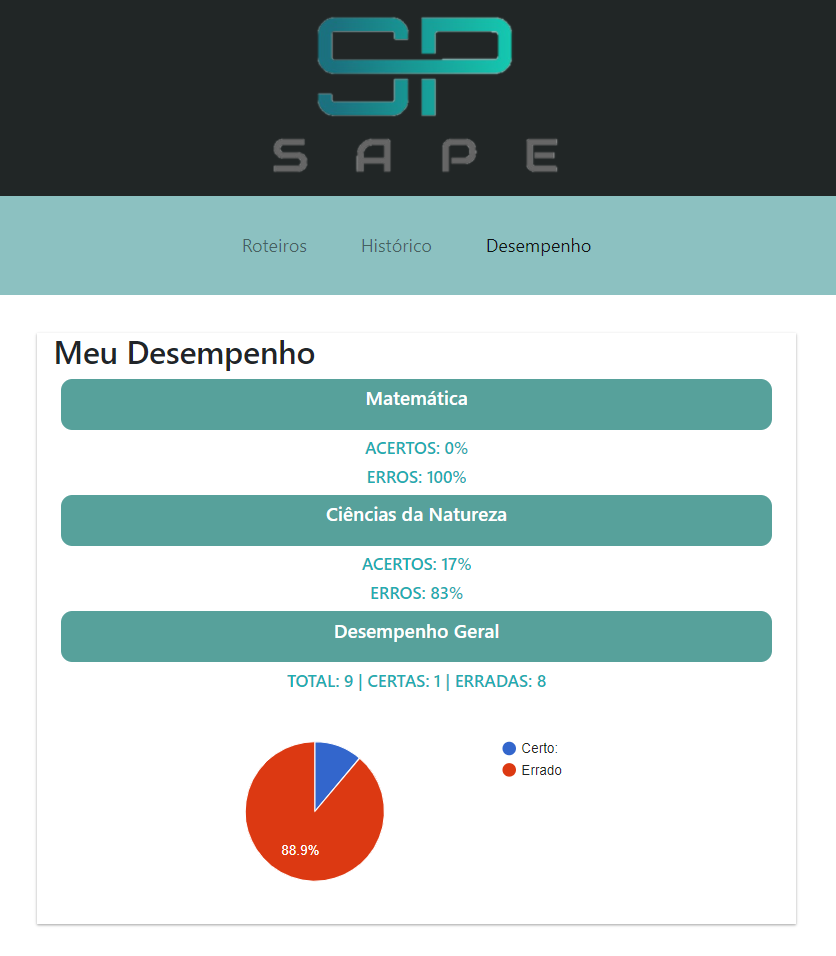 SP
SAPE
Roteiros Histórico Desempenho
Meu Desempenho
Matemática
ACERTOS: 0%
ERROS: 100%
Ciências da Natureza
ACERTOS: 17%
ERROS: 83%
Desempenho Geral
TOTAL: 9 | CERTAS: 1 | ERRADAS: 8
Certo:
Errado
88.9%